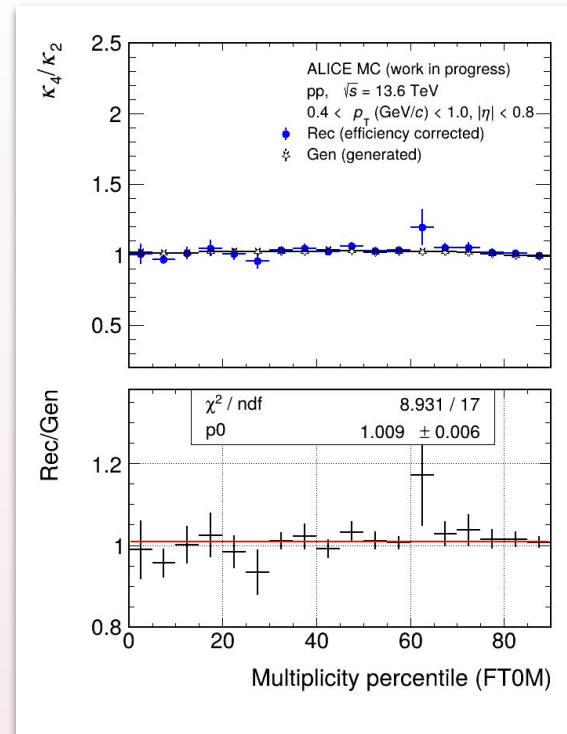 κ4/κ2
2.5
2
1.5
1
0.5
ALICE MC (work in progress)
pp, √s = 13.6 TeV
0.4 < pT (GeV/c) < 1.0, |η| < 0.8
Rec (efficiency corrected)
Gen (generated)
Rec/Gen
χ² / ndf 8.931 / 17
p0 1.009 ± 0.006
1.2
1
0.8
0 20 40 60 80
Multiplicity percentile (FT0M)